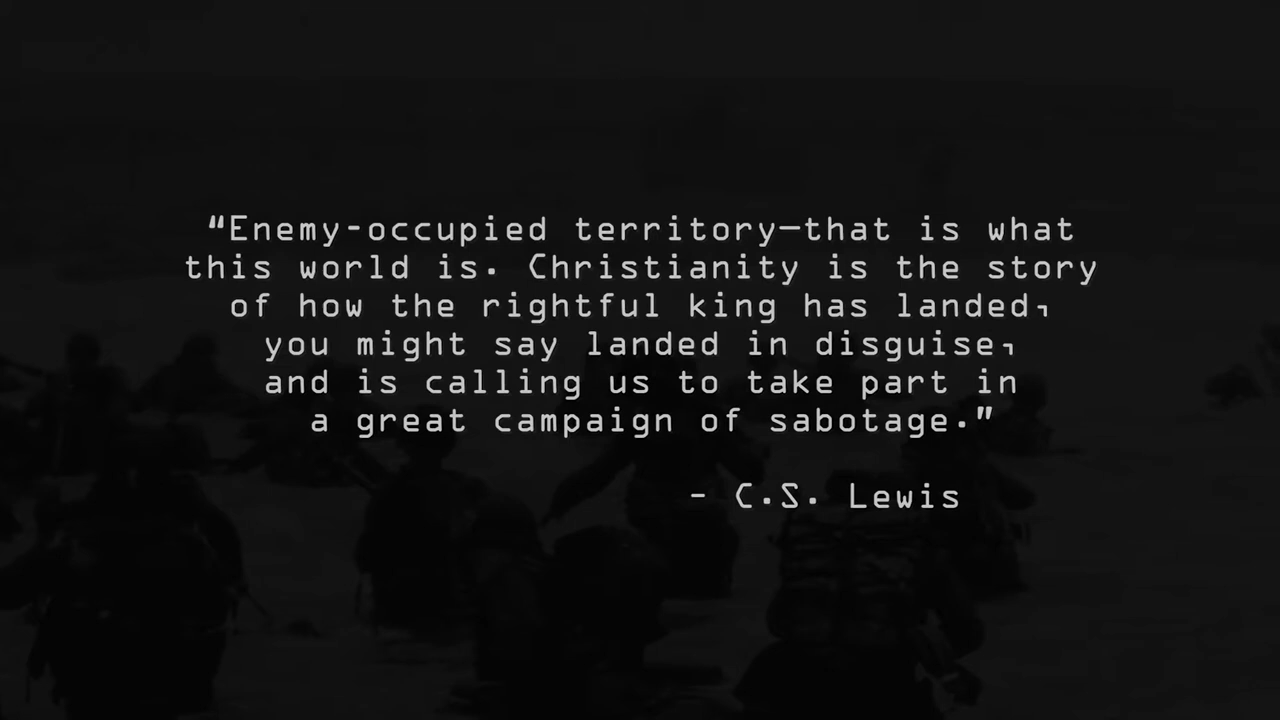 “Enemy-occupied territory—that is what
this world is. Christianity is the story
of how the rightful king has landed,
you might say landed in disguise,
and is calling us to take part in
a great campaign of sabotage.”
- C.S. Lewis